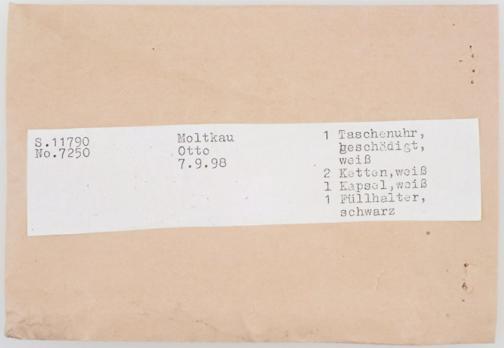 S.11790
No.7250
Moltkau
Otto
7.9.98
1 Taschenuhr,
geschädigt,
weiß
2 Ketten,weiß
1 Kapsel,weiß
1 Füllhalter,
schwarz